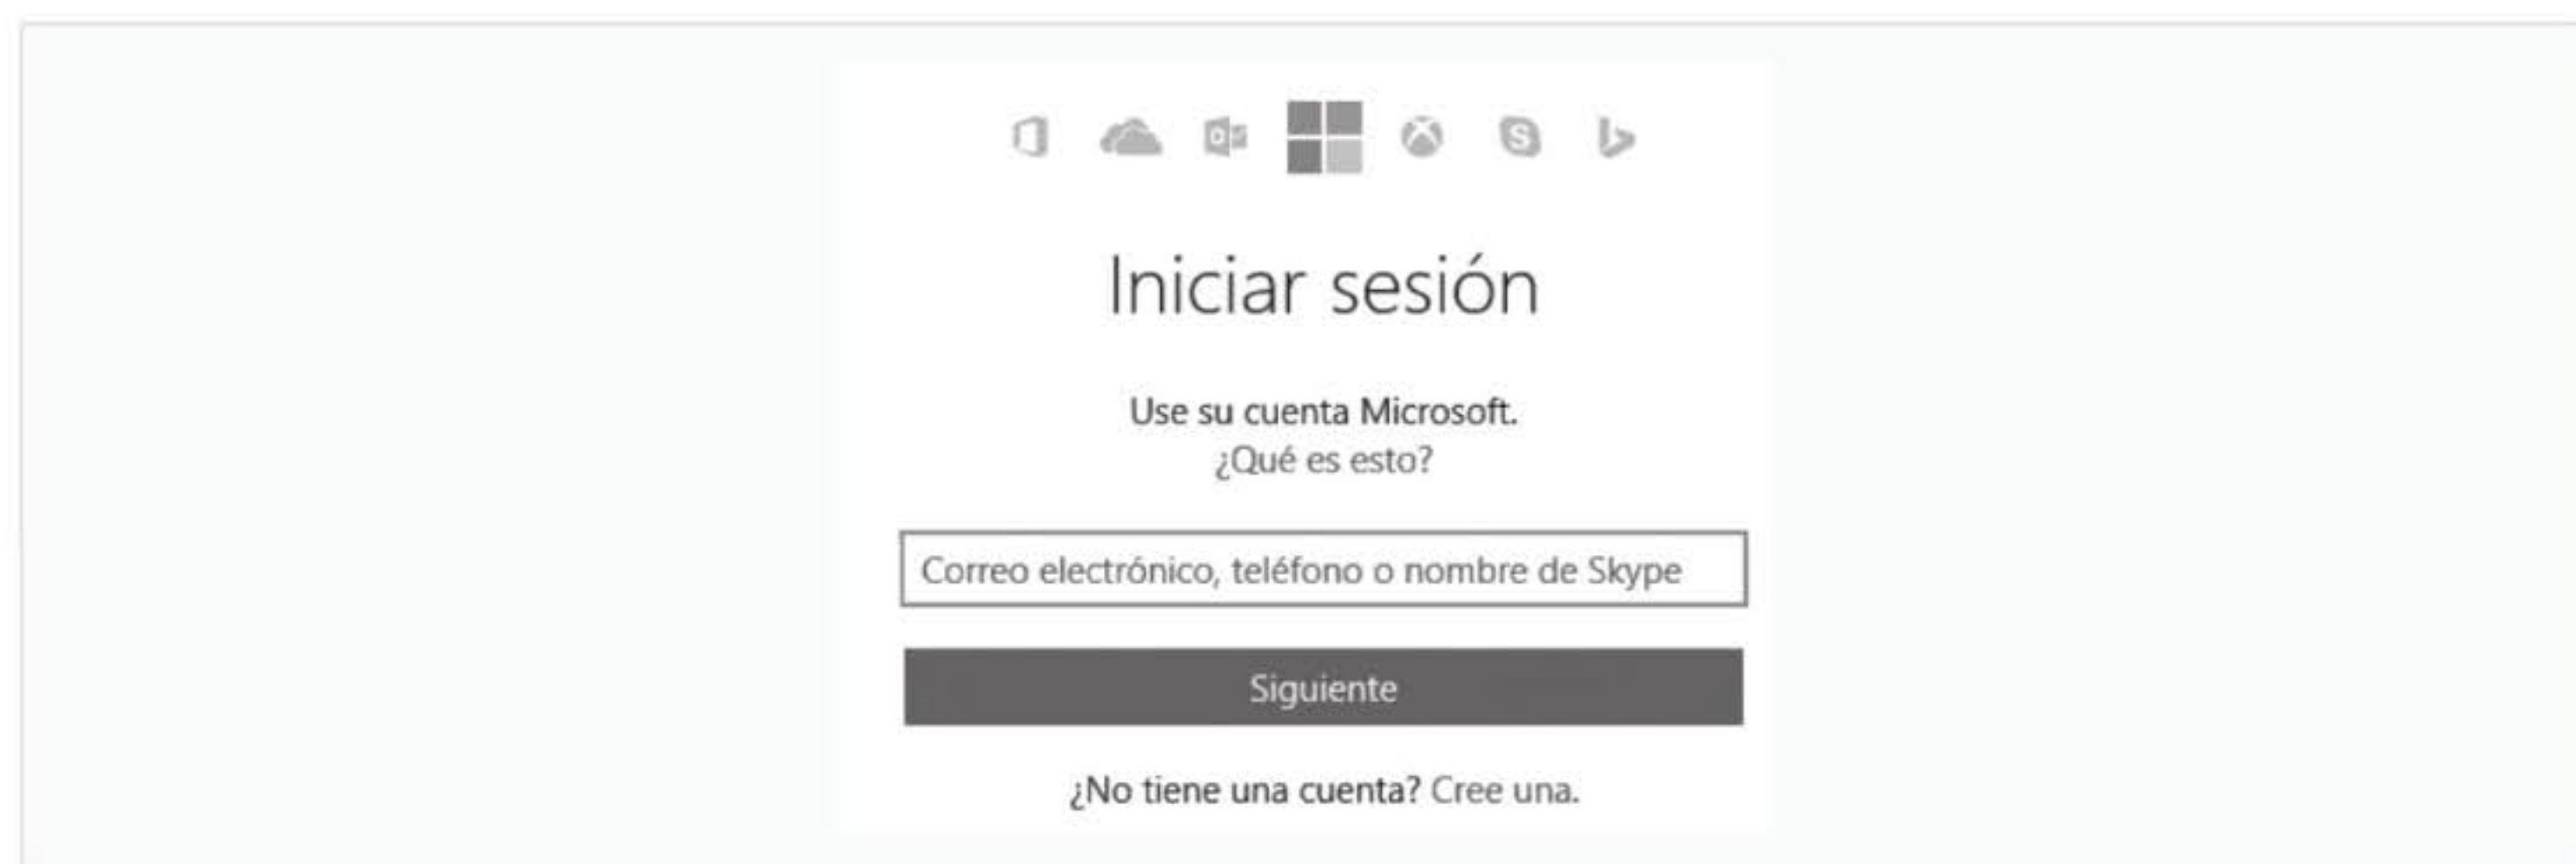 Iniciar sesión
Use su cuenta Microsoft.
¿Qué es esto?
Correo electrónico, teléfono o nombre de Skype
Siguiente
¿No tiene una cuenta? Cree una.